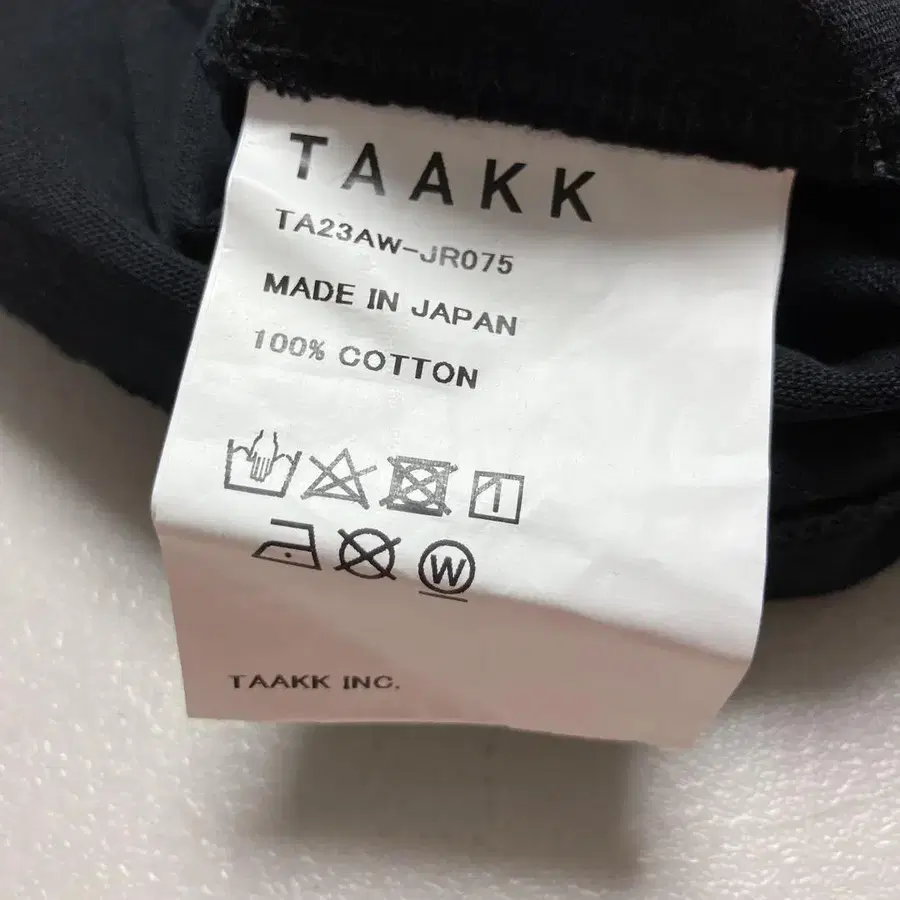 TAAKK
TA23AW-JR075
MADE IN JAPAN
100% COTTON
W
TAAKK INC.